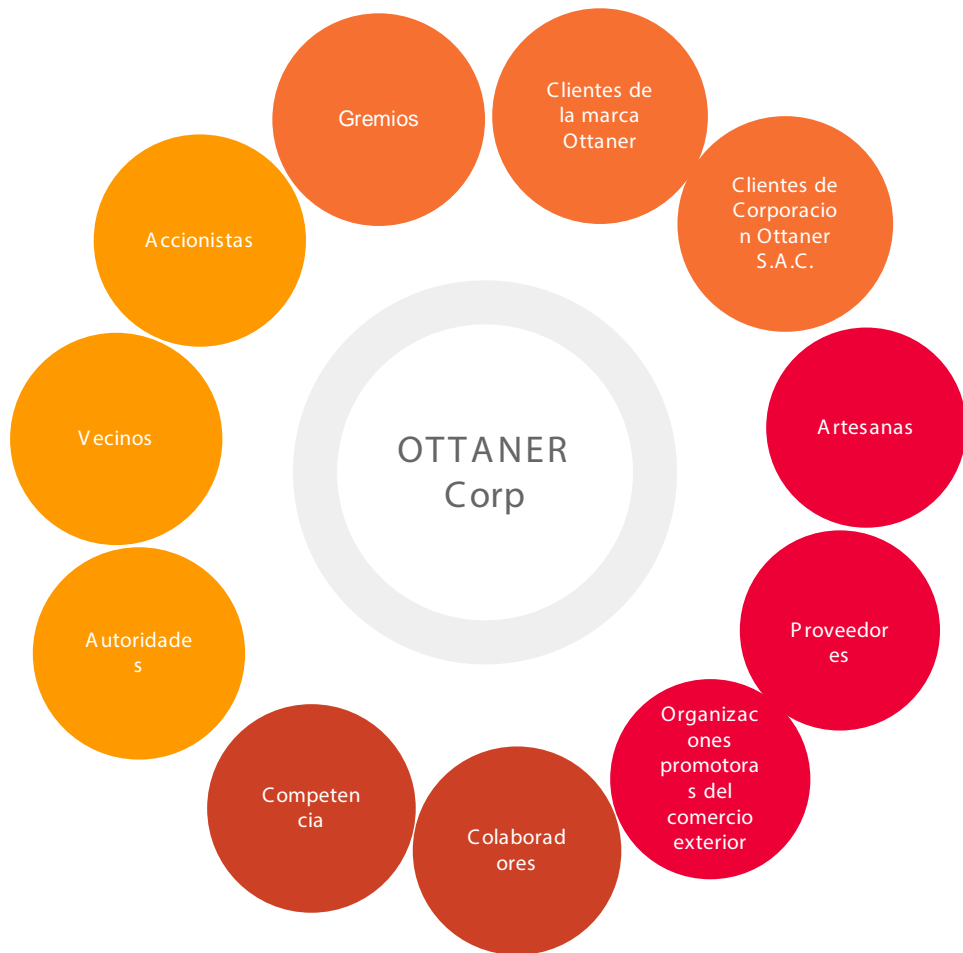 Gremios
Clientes de
la marca
Ottaner
Clientes de
Corporacio
n Ottaner
S.A.C.
Accionistas
Artesanas
Vecinos
OTTANER
Corp
Proveedor
es
Autoridade
s
Organizac
ones
promotora
s del
comercio
exterior
Competen
cia
Colaborad
ores